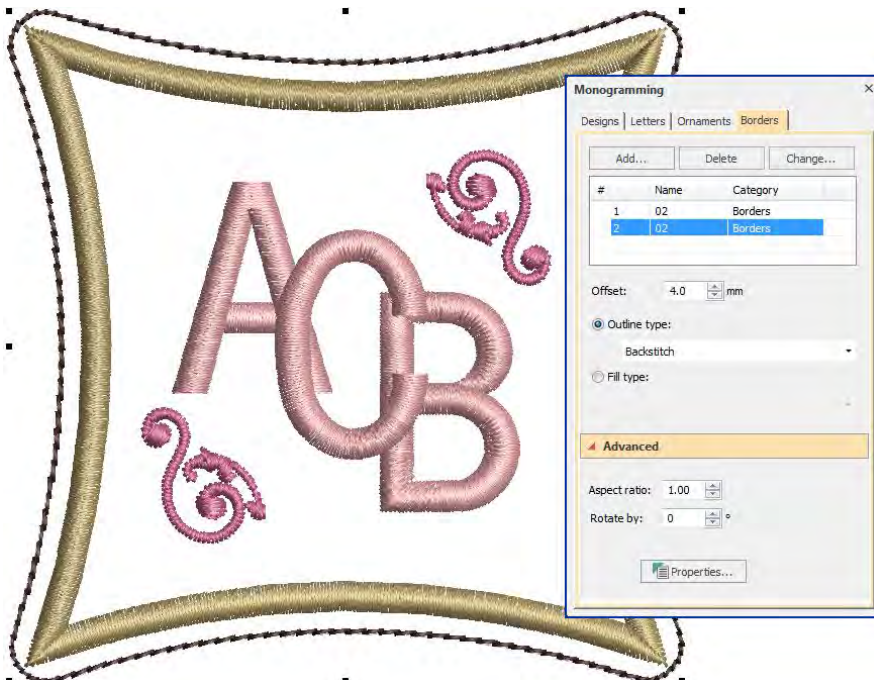 AOB
Monogramming
Designs Letters Ornaments Borders
Add... Delete Change...
# Name Category
1 02 Borders
2 02 Borders
Offset: 4.0 mm
Outline type:
Backstitch
Fill type:
Advanced
Aspect ratio: 1.00
Rotate by: 0 °
Properties...